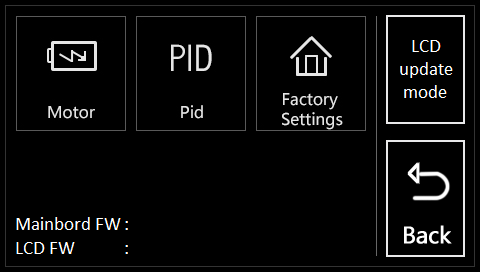 PID
Motor
Pid
Factory
Settings
LCD
update
mode
Back
Mainbord FW :
LCD FW :